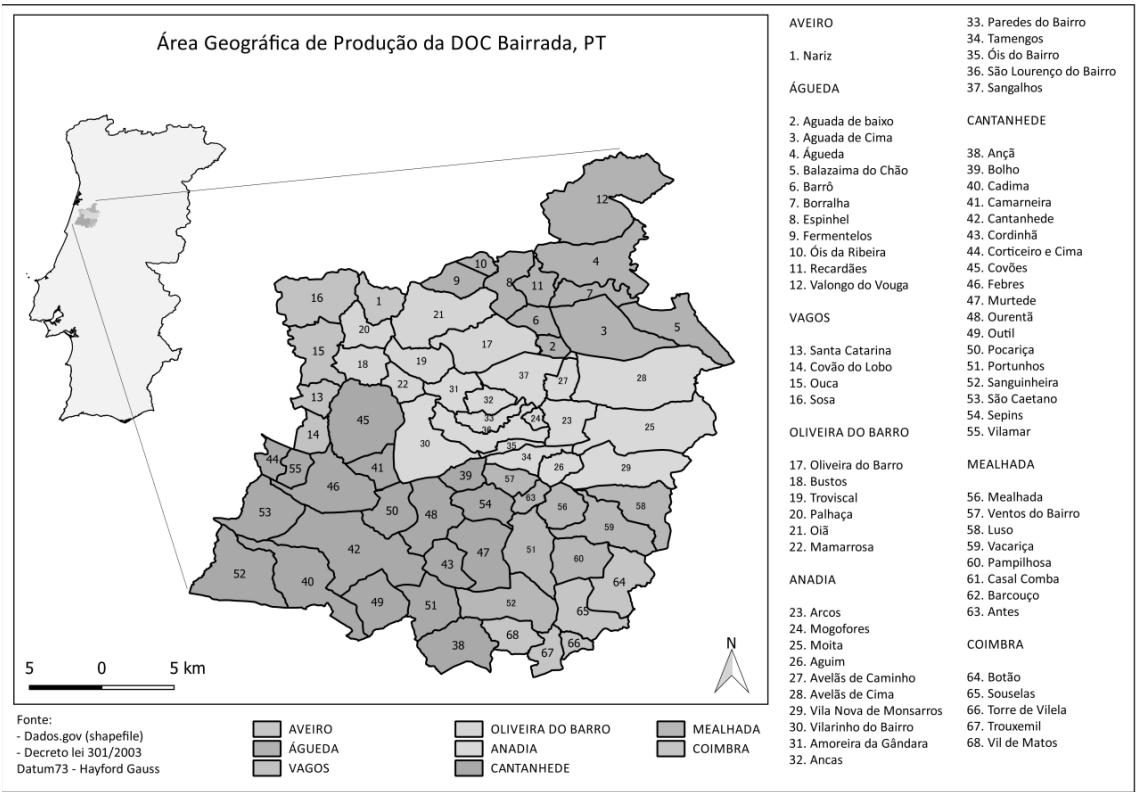 Área Geográfica de Produção da DOC Bairrada, PT
12
4
10
9
8
11
7
16
1
21
6
3
5
20
17
2
15
19
18
37
27
28
22
31
32
13
45
33
24
23
25
36
14
30
35
34
44
55
41
39
26
29
57
46
63
54
56
58
53
50
48
59
42
47
51
60
43
52
40
64
49
51
52
65
38
68
67
66
N
5 0 5 km
AVEIRO
1. Nariz
ÁGUEDA
2. Aguada de baixo
3. Aguada de Cima
4. Águeda
5. Balazaima do Chão
6. Barrô
7. Borralha
8. Espinhel
9. Fermentelos
10. Óis da Ribeira
11. Recardães
12. Valongo do Vouga
VAGOS
13. Santa Catarina
14. Covão do Lobo
15. Ouca
16. Sosa
OLIVEIRA DO BARRO
17. Oliveira do Barro
18. Bustos
19. Troviscal
20. Palhaça
21. Oiã
22. Mamarrosa
ANADIA
23. Arcos
24. Mogofores
25. Moita
26. Aguim
27. Avelãs de Caminho
28. Avelãs de Cima
29. Vila Nova de Monsarros
30. Vilarinho do Bairro
31. Amoreira da Gândara
32. Ancas
33. Paredes do Bairro
34. Tamengos
35. Óis do Bairro
36. São Lourenço do Bairro
37. Sangalhos
CANTANHEDE
38. Ançã
39. Bolho
40. Cadima
41. Camarneira
42. Cantanhede
43. Cordinhã
44. Corticeiro e Cima
45. Covões
46. Febres
47. Murtede
48. Ourentã
49. Outil
50. Pocariça
51. Portunhos
52. Sanguinheira
53. São Caetano
54. Sepins
55. Vilamar
MEALHADA
56. Mealhada
57. Ventos do Bairro
58. Luso
59. Vacariça
60. Pampilhosa
61. Casal Comba
62. Barcouço
63. Antes
COIMBRA
64. Botão
65. Souselas
66. Torre de Vilela
67. Trouxemil
68. Vil de Matos
Fonte:
- Dados.gov (shapefile)
- Decreto lei 301/2003
Datum73 - Hayford Gauss
AVEIRO
ÁGUEDA
VAGOS
OLIVEIRA DO BARRO
ANADIA
CANTANHEDE
MEALHADA
COIMBRA